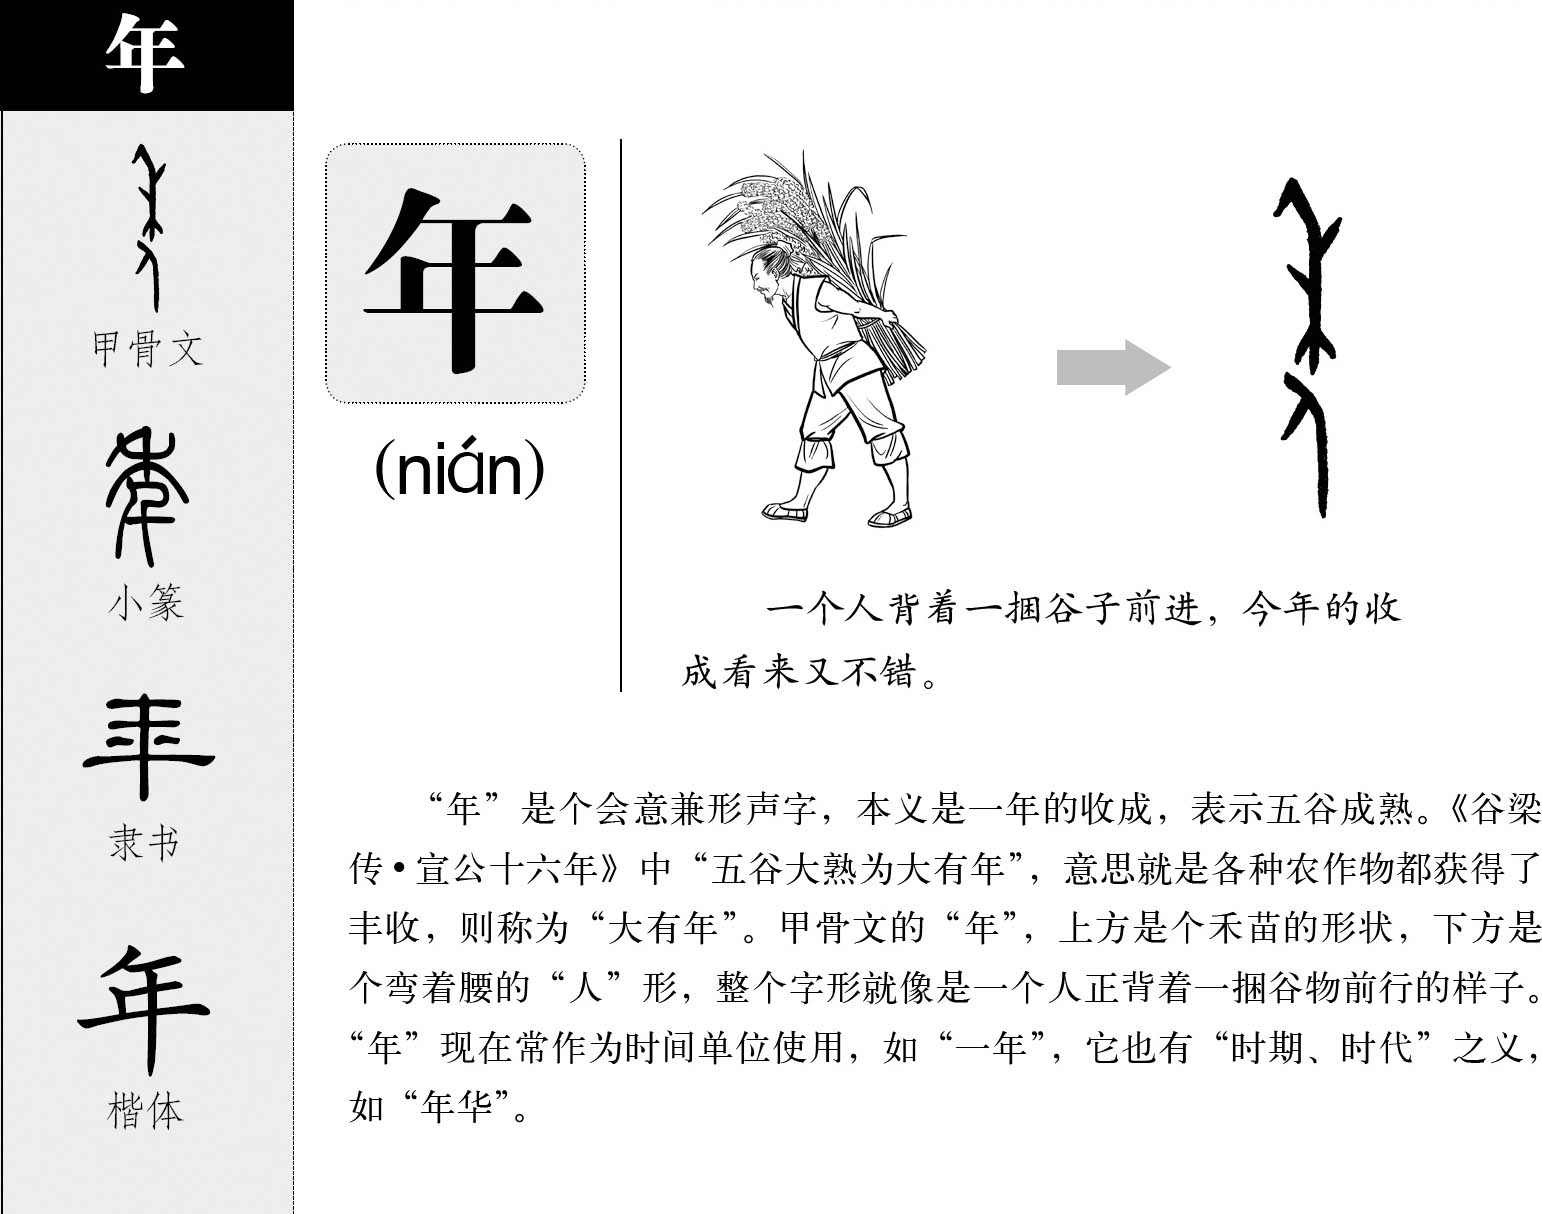 年
甲骨文
小篆
隶书
楷体
年
(nián)
一个人背着一捆谷子前进，今年的收
成看来又不错。
“年”是个会意兼形声字，本义是一年的收成，表示五谷成熟。《谷梁
传·宣公十六年》中“五谷大熟为大有年”，意思就是各种农作物都获得了
丰收，则称为“大有年”。甲骨文的“年”，上方是个禾苗的形状，下方是
个弯着腰的“人”形，整个字形就像是一个人正背着一捆谷物前行的样子。
“年”现在常作为时间单位使用，如“一年”，它也有“时期、时代”之义，
如“年华”。